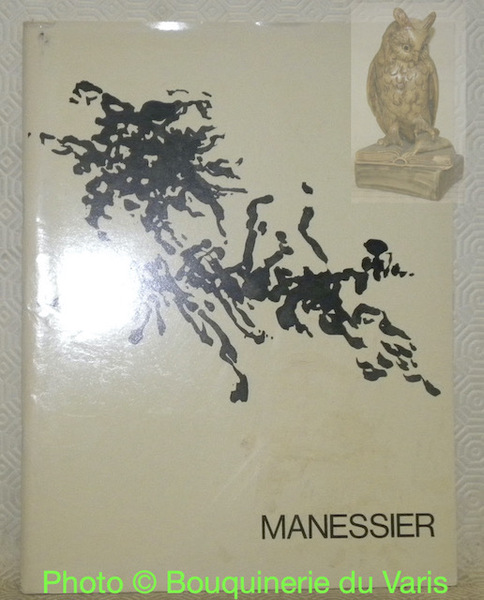 MANESSIER
Photo © Bouquinerie du Varis